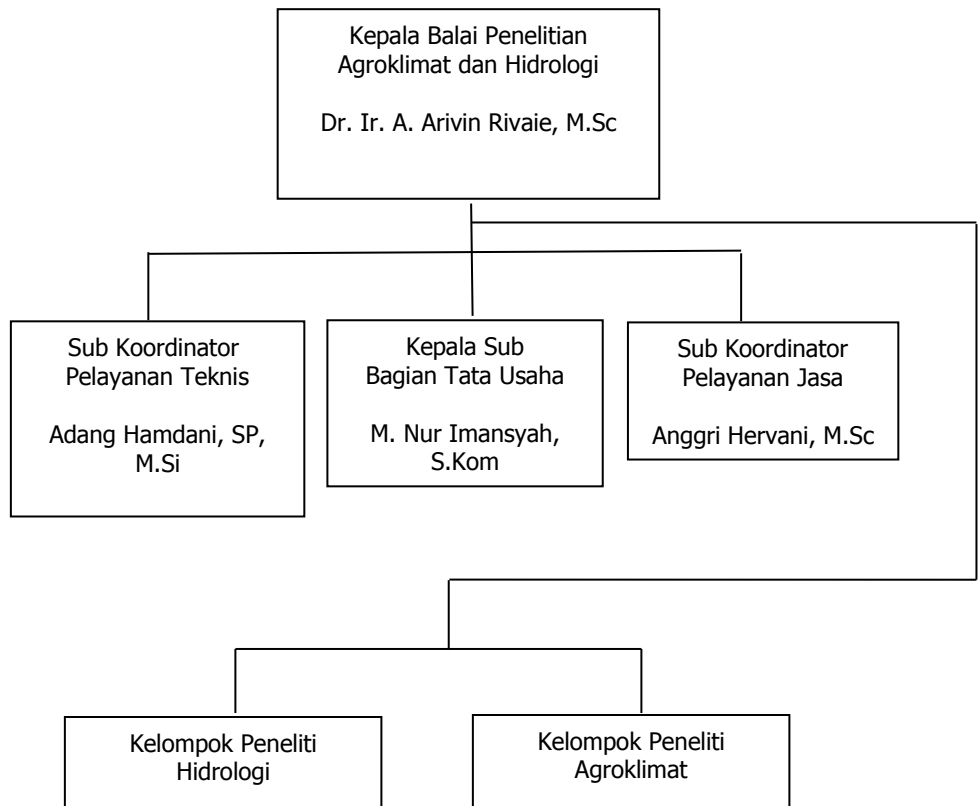 Kepala Balai Penelitian
Agroklimat dan Hidrologi
Dr. Ir. A. Arivin Rivaie, M.Sc
Sub Koordinator
Pelayanan Teknis
Adang Hamdani, SP,
M.Si
Kepala Sub
Bagian Tata Usaha
M. Nur Imansyah,
S.Kom
Sub Koordinator
Pelayanan Jasa
Anggri Hervani, M.Sc
Kelompok Peneliti
Hidrologi
Kelompok Peneliti
Agroklimat